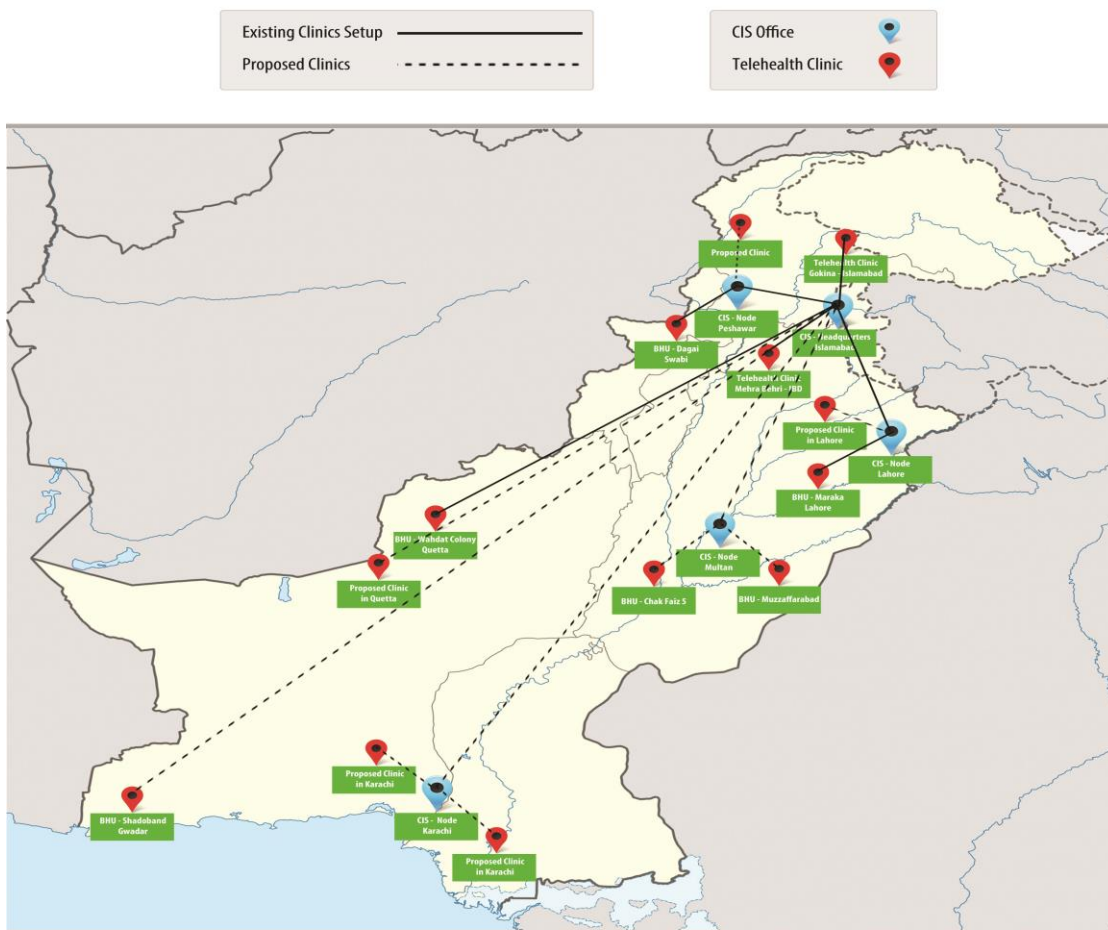 Existing Clinics Setup
Proposed Clinics
CIS Office
Telehealth Clinic
Proposed Clinic
Telehealth Clinic
Gokina - Islamabad
CIS - Node
Peshawar
CIS - Headquarters
Islamabad
BHU - Dagai
Swabi
Telehealth Clinic
Mehra Behri - IBD
Proposed Clinic
in Lahore
CIS - Node
Lahore
BHU - Maraka
Lahore
BHU - Wahdat Colony
Quetta
CIS - Node
Multan
Proposed Clinic
in Quetta
BHU - Chak Faiz 5
BHU - Muzzaffarabad
Proposed Clinic
in Karachi
BHU - Shadoband
Gwadar
CIS - Node
Karachi
Proposed Clinic
in Karachi